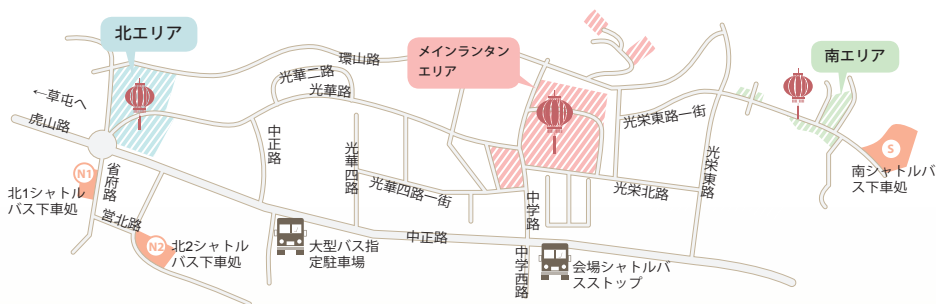 北エリア
メインランタン
エリア
南エリア
環山路
光華二路
光華路
←草屯へ
虎山路
中正路
光華四路
光華四路一街
光栄東路一街
光栄東路
光栄北路
中学路
S
南シャトルバ
ス下車処
N1
北1シャトル
バス下車処
省府路
営北路
N2
北2シャトル
バス下車処
大型バス指
定駐車場
中正路
中学西路
会場シャトルバ
スストップ